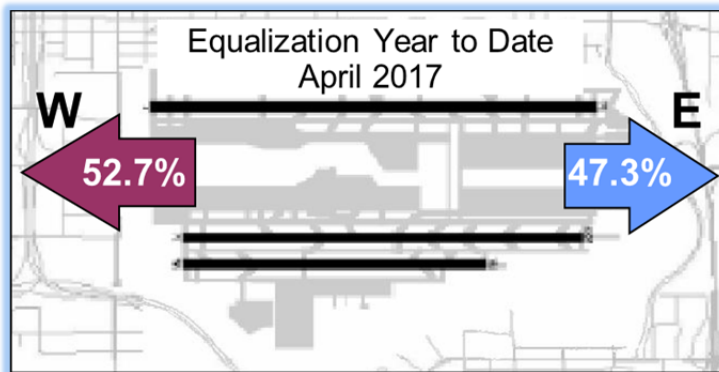 Equalization Year to Date
April 2017
W
E
52.7%
47.3%